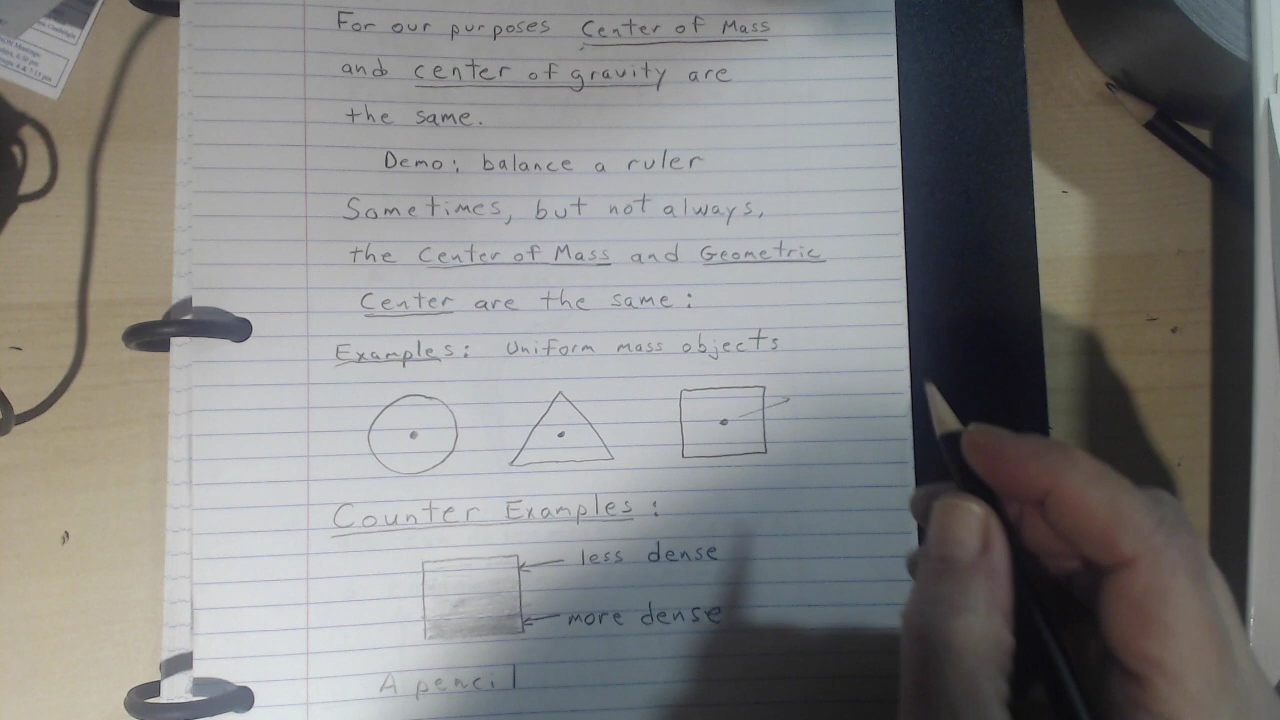 For our purposes Center of Mass
and center of gravity are
the same.
Demo: balance a ruler
Sometimes, but not always,
the Center of Mass and Geometric
Center are the same:
Examples: Uniform mass objects
Counter Examples:
less dense
more dense
A pencil